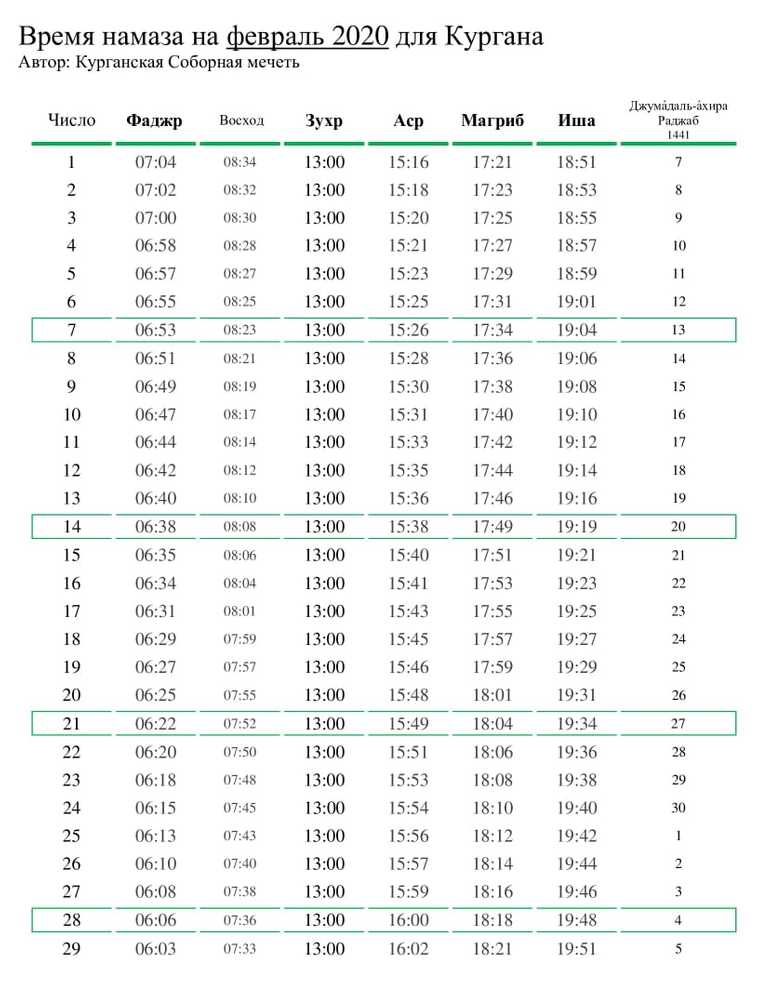 Время намаза на февраль 2020 для Кургана
Автор: Курганская Соборная мечеть
Число Фаджр Восход Зухр Аср Магриб Иша Джума́даль-а́хира Раджаб 1441
1 07:04 08:34 13:00 15:16 17:21 18:51 7
2 07:02 08:32 13:00 15:18 17:23 18:53 8
3 07:00 08:30 13:00 15:20 17:25 18:55 9
4 06:58 08:28 13:00 15:21 17:27 18:57 10
5 06:57 08:27 13:00 15:23 17:29 18:59 11
6 06:55 08:25 13:00 15:25 17:31 19:01 12
7 06:53 08:23 13:00 15:26 17:34 19:04 13
8 06:51 08:21 13:00 15:28 17:36 19:06 14
9 06:49 08:19 13:00 15:30 17:38 19:08 15
10 06:47 08:17 13:00 15:31 17:40 19:10 16
11 06:44 08:14 13:00 15:33 17:42 19:12 17
12 06:42 08:12 13:00 15:35 17:44 19:14 18
13 06:40 08:10 13:00 15:36 17:46 19:16 19
14 06:38 08:08 13:00 15:38 17:49 19:19 20
15 06:35 08:06 13:00 15:40 17:51 19:21 21
16 06:34 08:04 13:00 15:41 17:53 19:23 22
17 06:31 08:01 13:00 15:43 17:55 19:25 23
18 06:29 07:59 13:00 15:45 17:57 19:27 24
19 06:27 07:57 13:00 15:46 17:59 19:29 25
20 06:25 07:55 13:00 15:48 18:01 19:31 26
21 06:22 07:52 13:00 15:49 18:04 19:34 27
22 06:20 07:50 13:00 15:51 18:06 19:36 28
23 06:18 07:48 13:00 15:53 18:08 19:38 29
24 06:15 07:45 13:00 15:54 18:10 19:40 30
25 06:13 07:43 13:00 15:56 18:12 19:42 1
26 06:10 07:40 13:00 15:57 18:14 19:44 2
27 06:08 07:38 13:00 15:59 18:16 19:46 3
28 06:06 07:36 13:00 16:00 18:18 19:48 4
29 06:03 07:33 13:00 16:02 18:21 19:51 5